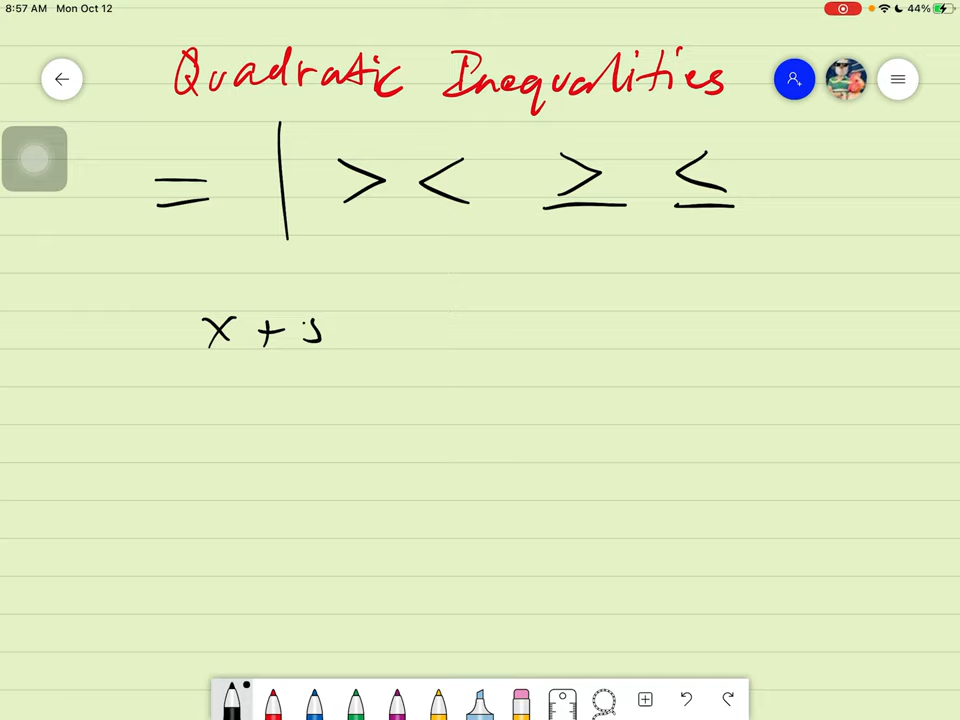 8:57 AM Mon Oct 12 44%
Quadratic Inequalities
= | > < ≥ ≤
x +